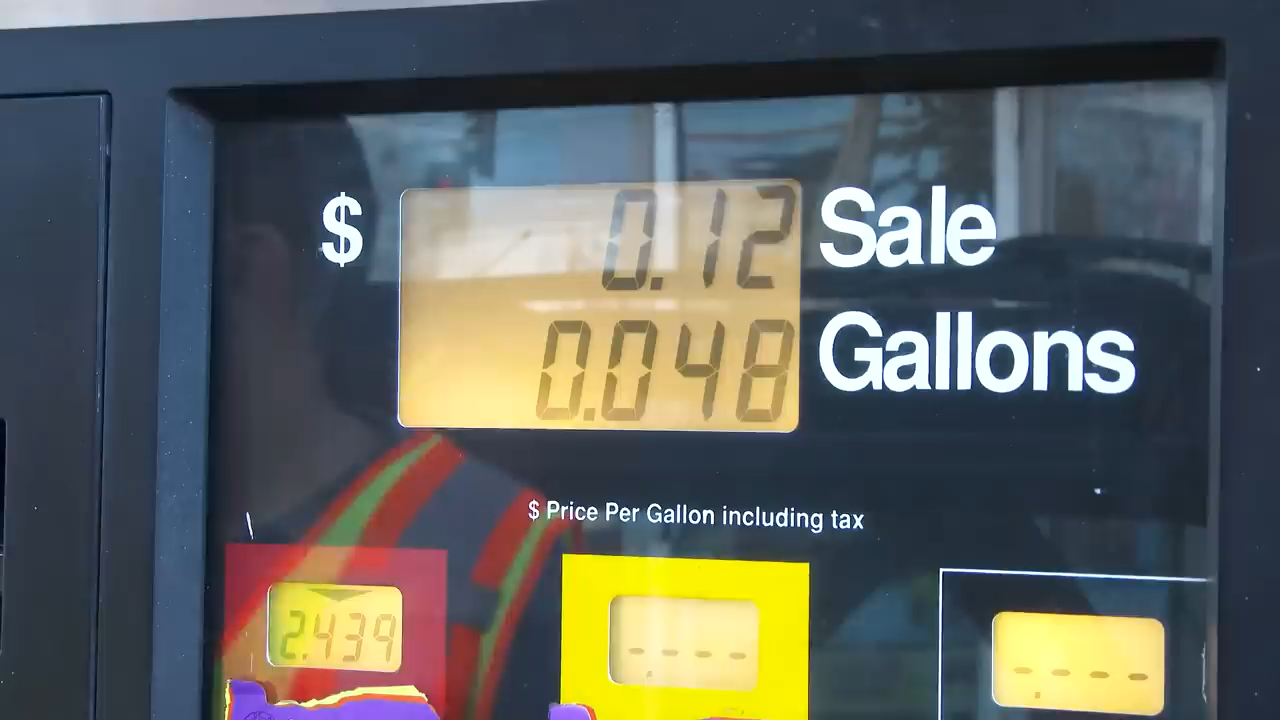 $ 0.12 Sale
0.048 Gallons
$ Price Per Gallon including tax
2.439 - - - - - - - -